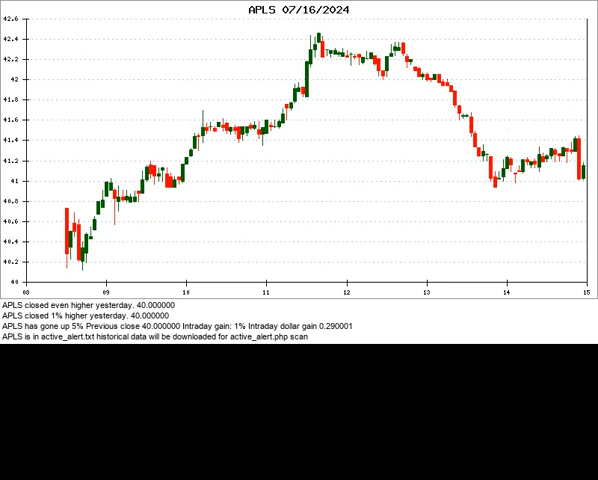 APLS 07/16/2024
42.6
42.4
42.2
42
41.8
41.6
41.4
41.2
41
40.8
40.6
40.4
40.2
40
08 09 10 11 12 13 14 15
APLS closed even higher yesterday. 40.000000
APLS closed 1% higher yesterday. 40.000000
APLS has gone up 5% Previous close 40.000000 Intraday gain: 1% Intraday dollar gain 0.290001
APLS is in active_alert.txt historical data will be downloaded for active_alert.php scan